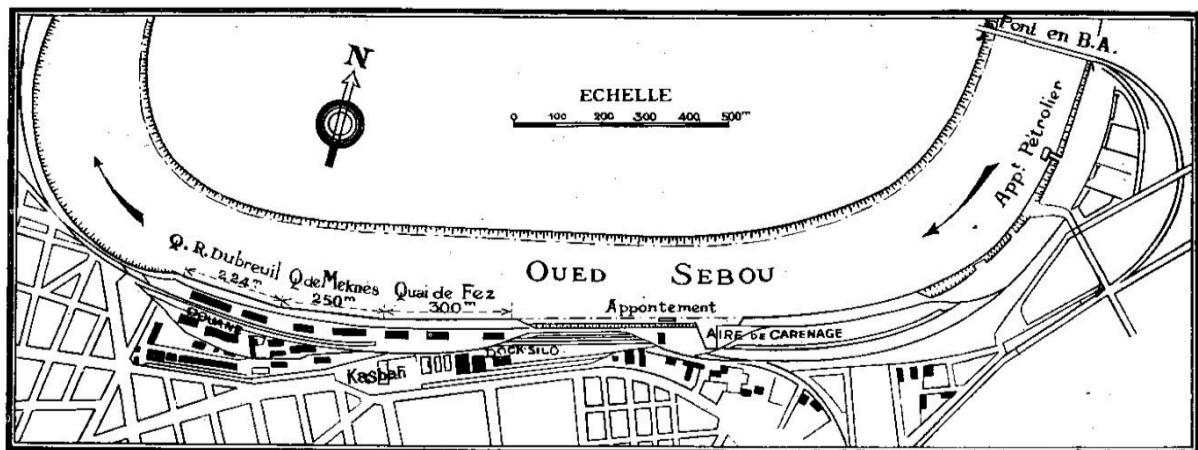 Pont en B.A.
N
ECHELLE
0 100 200 300 400 500m
Appt Pétrolier
Q. R. Dubreuil
224m
Q de Meknès
250m
Quai de Fez
300m
OUED SEBOU
Appontement
DOUANE
AIRE DE CARENAGE
DOCK SILO
Kasbah